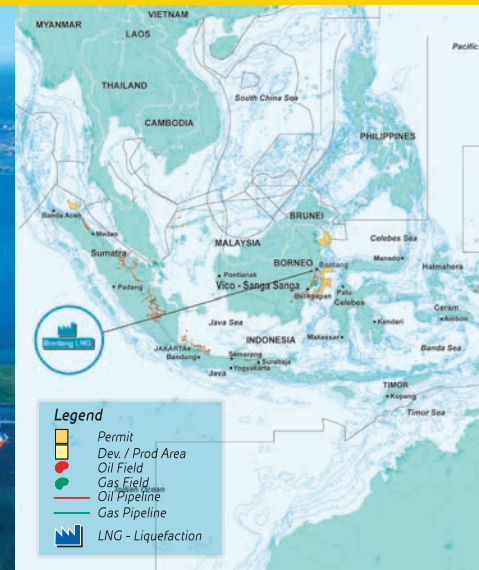 VIETNAM
MYANMAR
LAOS
Pacific
THAILAND
South China Sea
CAMBODIA
PHILIPPINES
Banda Aceh
Medan
BRUNEI
Celebes Sea
MALAYSIA
Sumatra
Manado
BORNEO
Bontang
Halmahera
Pontianak
Padang
Vico - Sanga Sanga
Balikpapan
Palu
Celebes
Ceram
Ambon
Java Sea
Kendari
Bontang LNG
INDONESIA
Makassar
Banda Sea
JAKARTA
Semarang
Bandung
Surabaya
Java
Yogyakarta
TIMOR
Kupang
Timor Sea
Legend
Permit
Dev. / Prod Area
Oil Field
Gas Field
Indian Ocean
Oil Pipeline
Gas Pipeline
LNG - Liquefaction